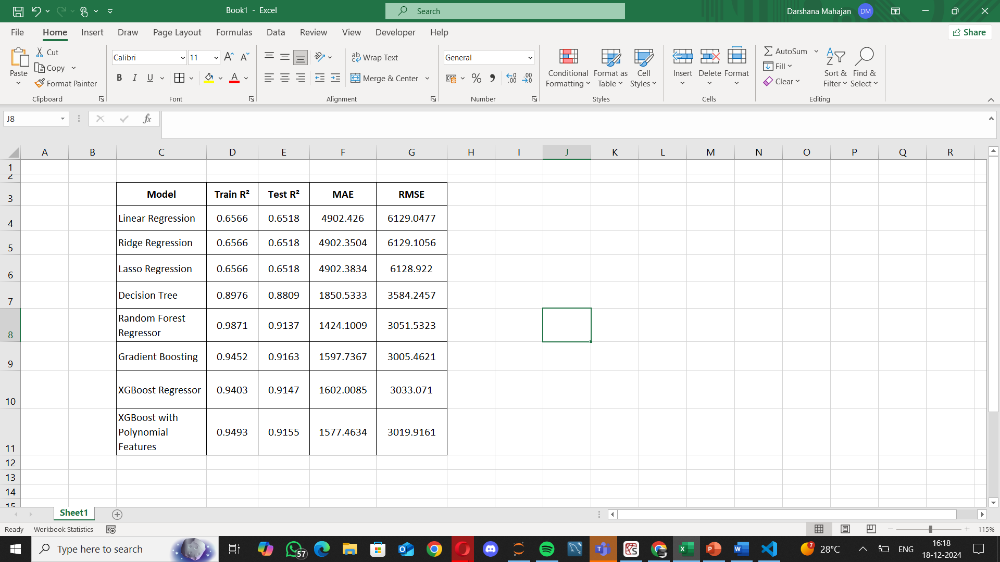 Book1 - Excel
Search
Darshana Mahajan DM
File Home Insert Draw Page Layout Formulas Data Review View Developer Help
Share
Paste
Cut
Copy
Format Painter
Clipboard
Calibri 11 A A
B I U A
Font
ab Wrap Text
Merge & Center
Alignment
General
% ,
Number
Conditional Formatting
Format as Table
Cell Styles
Styles
Insert Delete Format
Cells
AutoSum
Fill
Clear
Sort & Filter
Find & Select
Editing
J8
fx
A B C D E F G H I J K L M N O P Q R
1
2
3 Model Train R² Test R² MAE RMSE
4 Linear Regression 0.6566 0.6518 4902.426 6129.0477
5 Ridge Regression 0.6566 0.6518 4902.3504 6129.1056
6 Lasso Regression 0.6566 0.6518 4902.3834 6128.922
7 Decision Tree 0.8976 0.8809 1850.5333 3584.2457
8 Random Forest Regressor 0.9871 0.9137 1424.1009 3051.5323
9 Gradient Boosting 0.9452 0.9163 1597.7367 3005.4621
10 XGBoost Regressor 0.9403 0.9147 1602.0085 3033.071
11 XGBoost with Polynomial Features 0.9493 0.9155 1577.4634 3019.9161
12
13
14
15
Sheet1
Ready Workbook Statistics
115%
Type here to search
57
7
28°C
ENG
16:18
18-12-2024